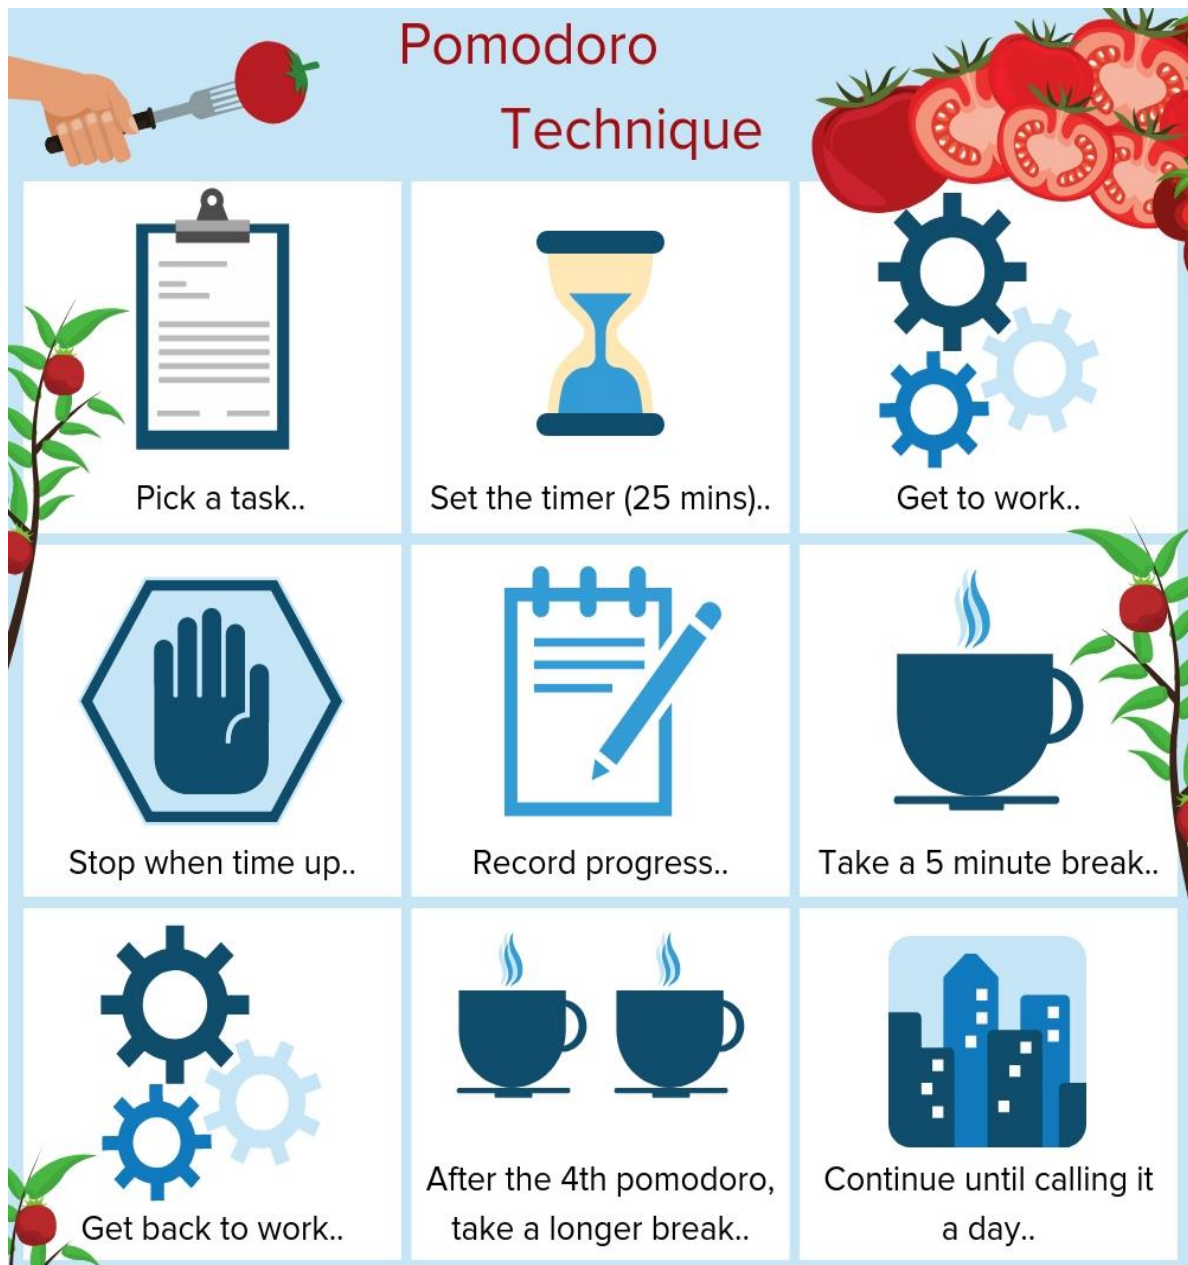 Pomodoro
Technique
Pick a task..
Set the timer (25 mins)..
Get to work..
Stop when time up..
Record progress..
Take a 5 minute break..
Get back to work..
After the 4th pomodoro,
take a longer break..
Continue until calling it
a day..